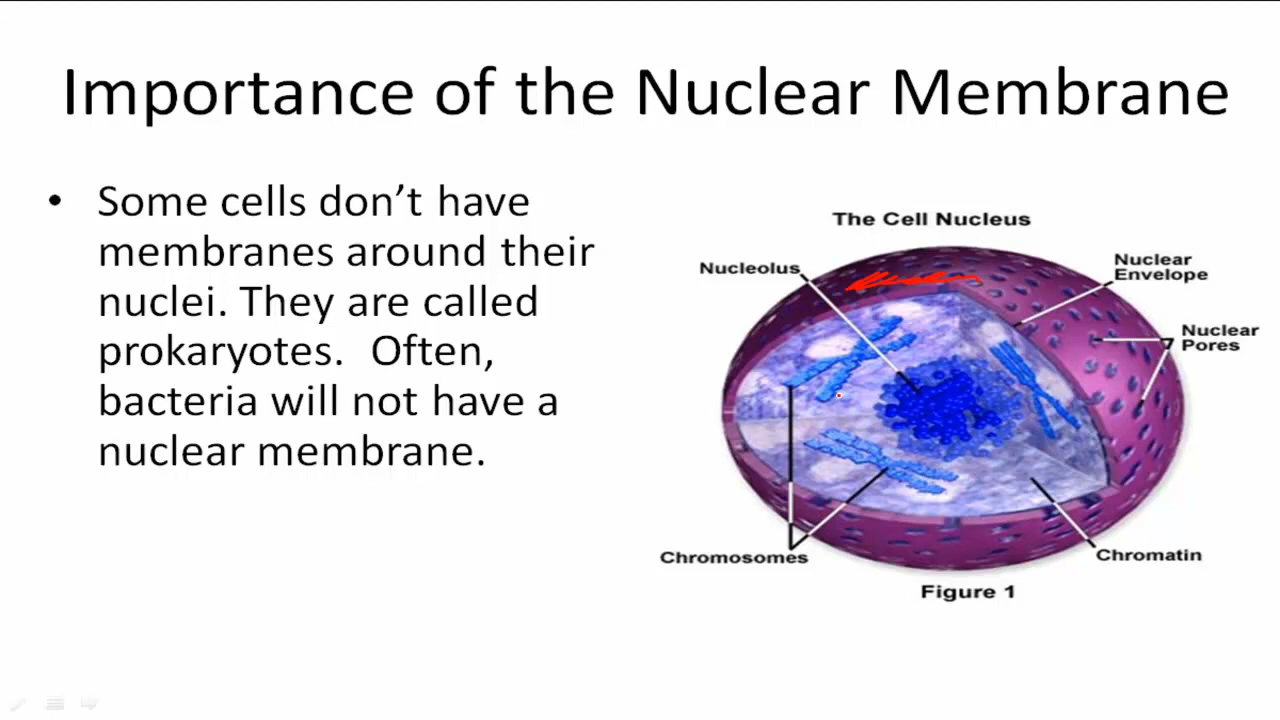 Importance of the Nuclear Membrane
• Some cells don’t have
membranes around their
nuclei. They are called
prokaryotes.  Often,
bacteria will not have a
nuclear membrane.
The Cell Nucleus
Nucleolus
Nuclear
Envelope
Nuclear
Pores
Chromosomes
Chromatin
Figure 1